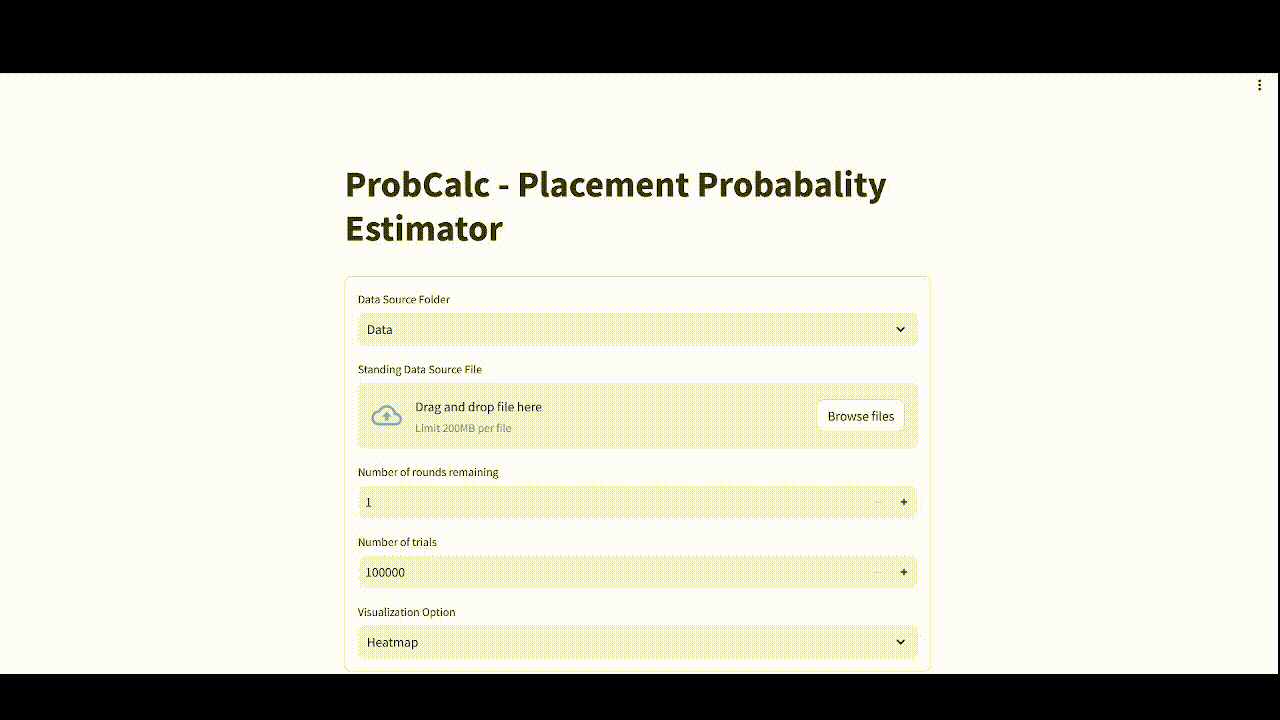 ProbCalc - Placement Probabality
Estimator
Data Source Folder
Data
Standing Data Source File
Drag and drop file here
Limit 200MB per file
Browse files
Number of rounds remaining
1
Number of trials
100000
Visualization Option
Heatmap